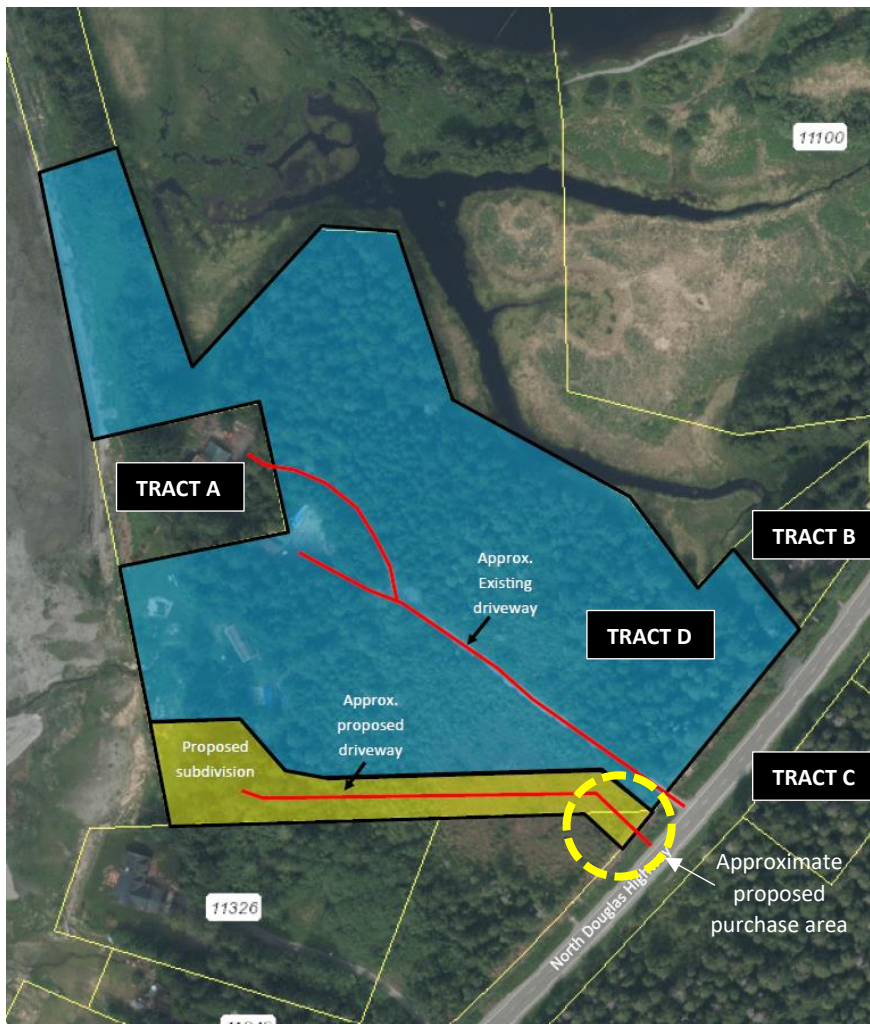 11100
TRACT A
TRACT B
Approx.
Existing
driveway
TRACT D
Approx.
proposed
driveway
Proposed
subdivision
TRACT C
Approximate
proposed
purchase area
North Douglas
11326